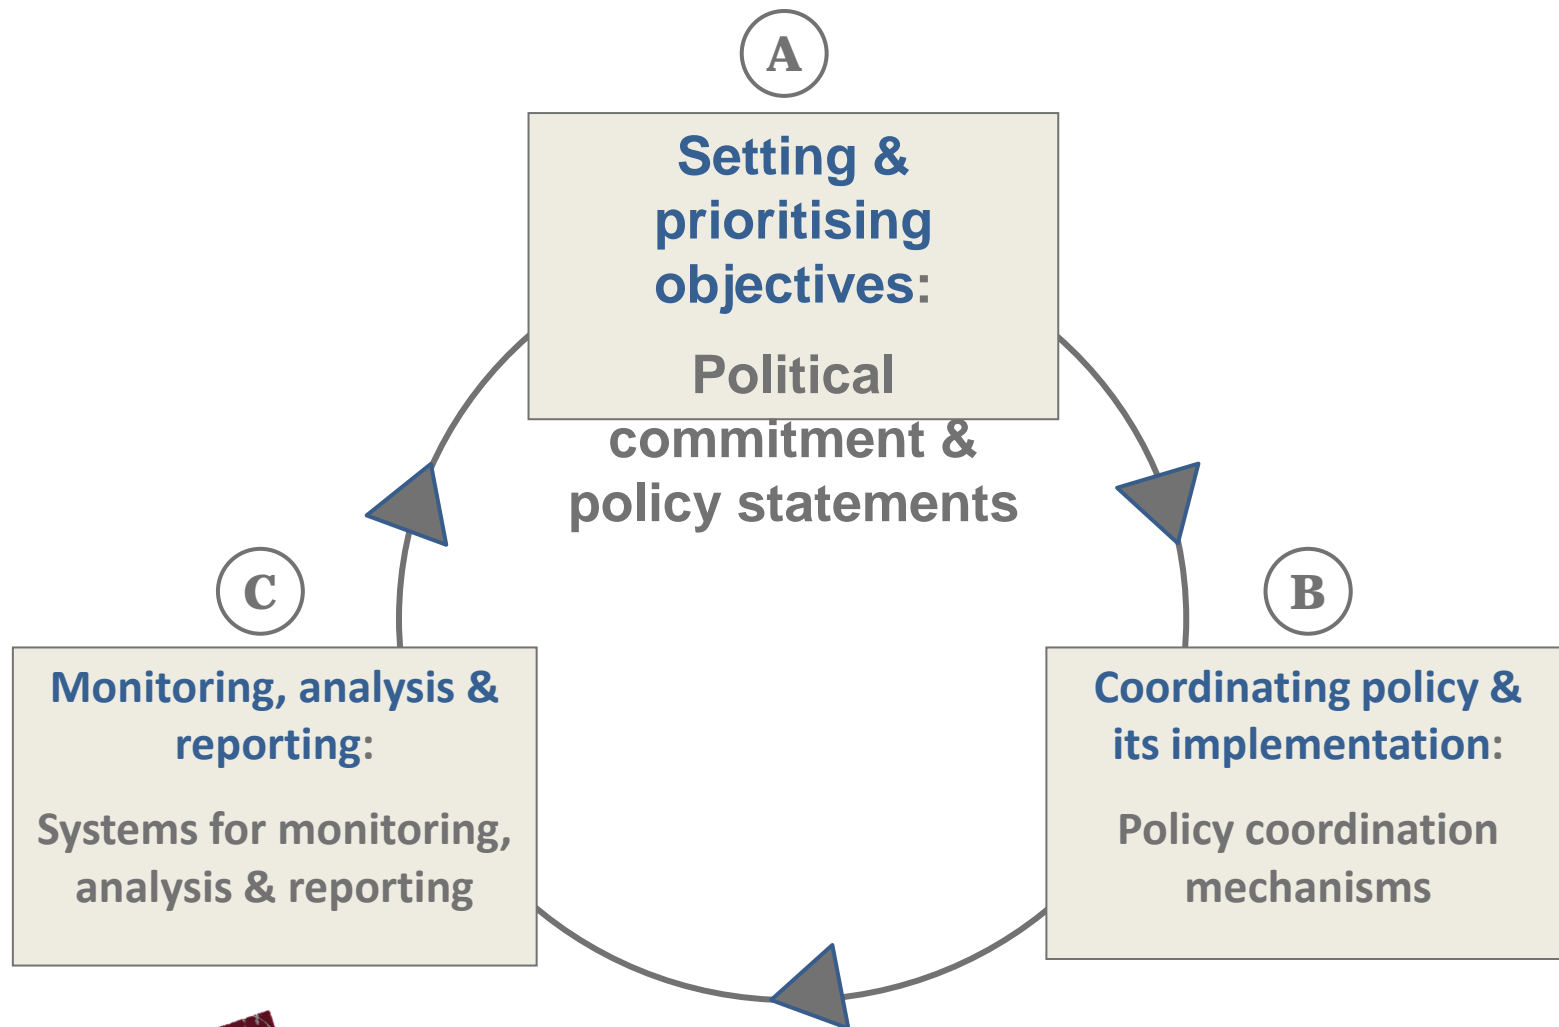 A
Setting &
prioritising
objectives:
Political
commitment &
policy statements
B
Coordinating policy &
its implementation:
Policy coordination
mechanisms
C
Monitoring, analysis &
reporting:
Systems for monitoring,
analysis & reporting